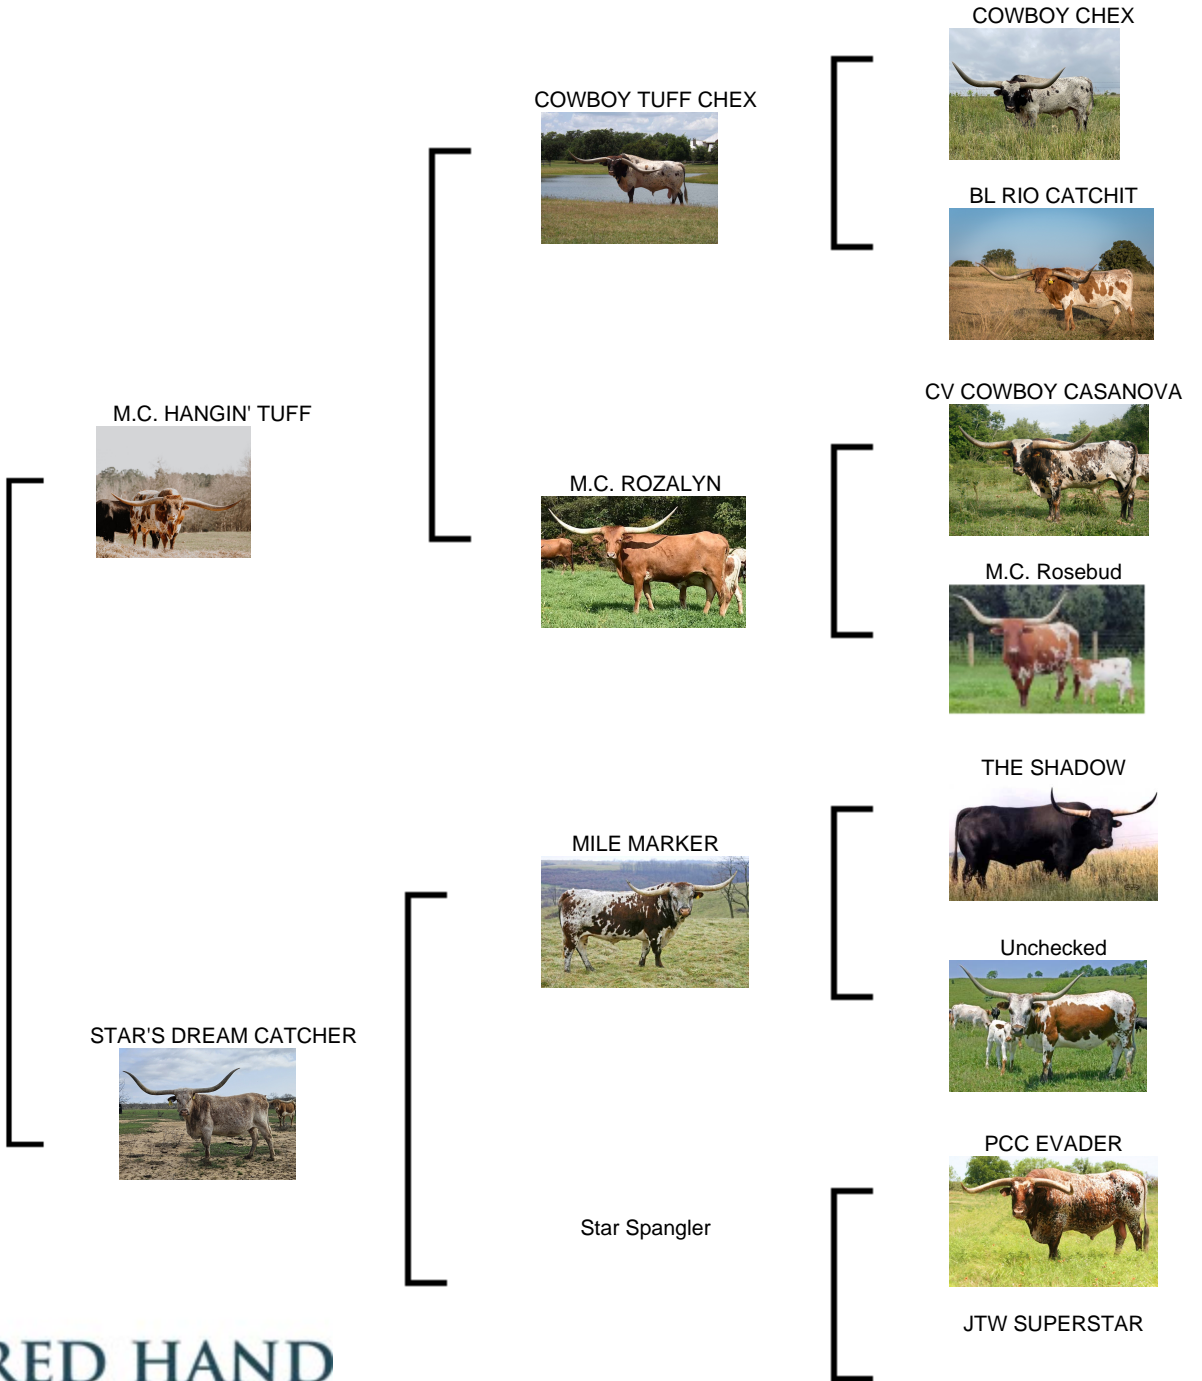 COWBOY CHEX
COWBOY TUFF CHEX
BL RIO CATCHIT
M.C. HANGIN' TUFF
CV COWBOY CASANOVA
M.C. ROZALYN
M.C. Rosebud
THE SHADOW
MILE MARKER
Unchecked
STAR'S DREAM CATCHER
PCC EVADER
Star Spangler
JTW SUPERSTAR
RED HAND